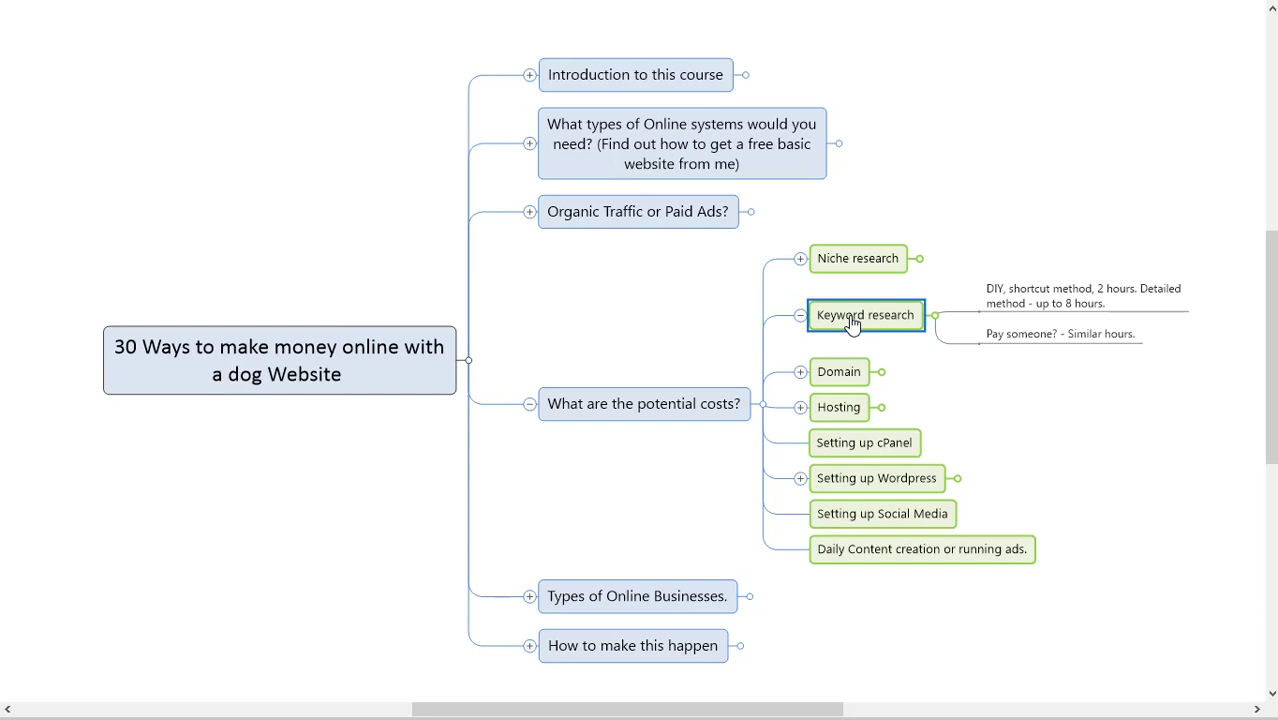 Introduction to this course
What types of Online systems would you
need? (Find out how to get a free basic
website from me)
Organic Traffic or Paid Ads?
Niche research
DIY, shortcut method, 2 hours. Detailed
method - up to 8 hours.
Keyword research
Pay someone? - Similar hours.
30 Ways to make money online with
a dog Website
Domain
What are the potential costs?
Hosting
Setting up cPanel
Setting up Wordpress
Setting up Social Media
Daily Content creation or running ads.
Types of Online Businesses.
How to make this happen